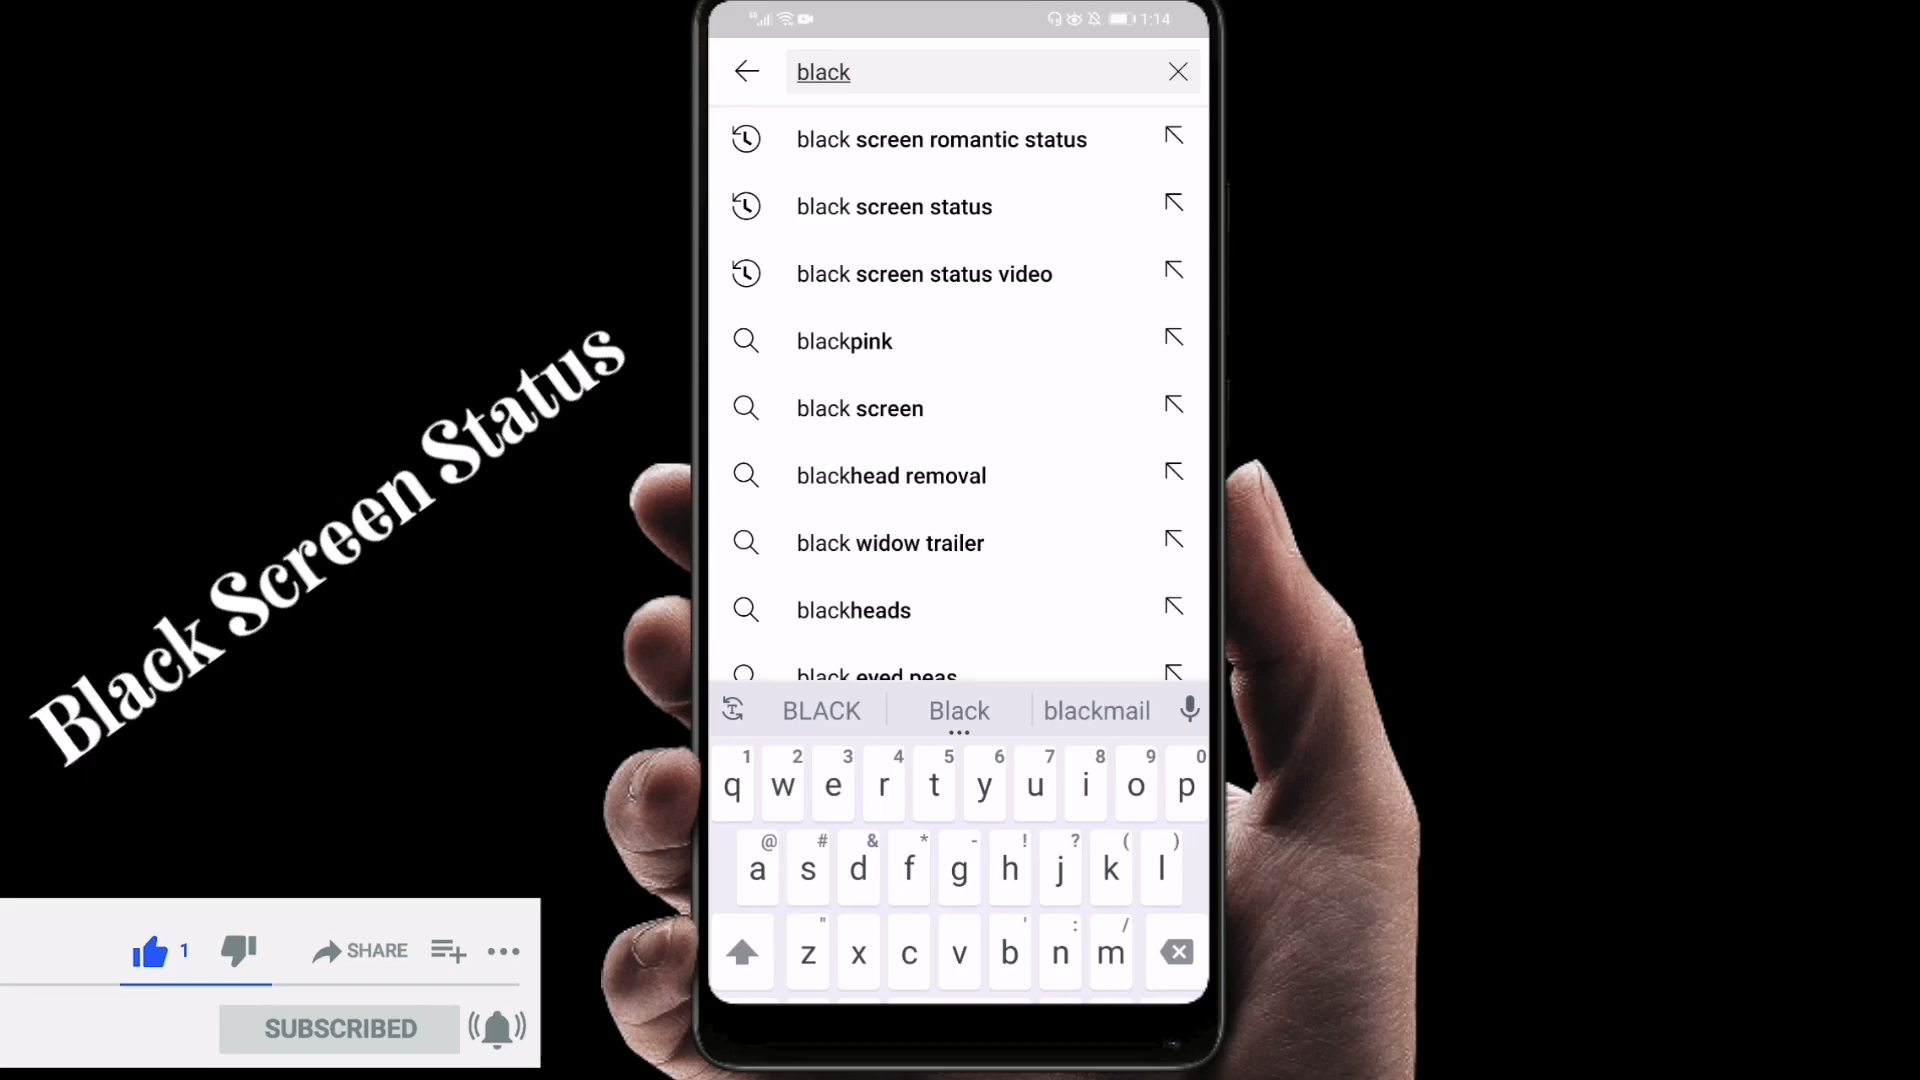 1:14
black
black screen romantic status
black screen status
black screen status video
blackpink
black screen
blackhead removal
black widow trailer
blackheads
black eyed peas
BLACK Black blackmail
1 2 3 4 5 6 7 8 9 0
q w e r t y u i o p
@ # & * - ! ? ( )
a s d f g h j k l
" ' : /
z x c v b n m
Black Screen Status
1 SHARE
SUBSCRIBED